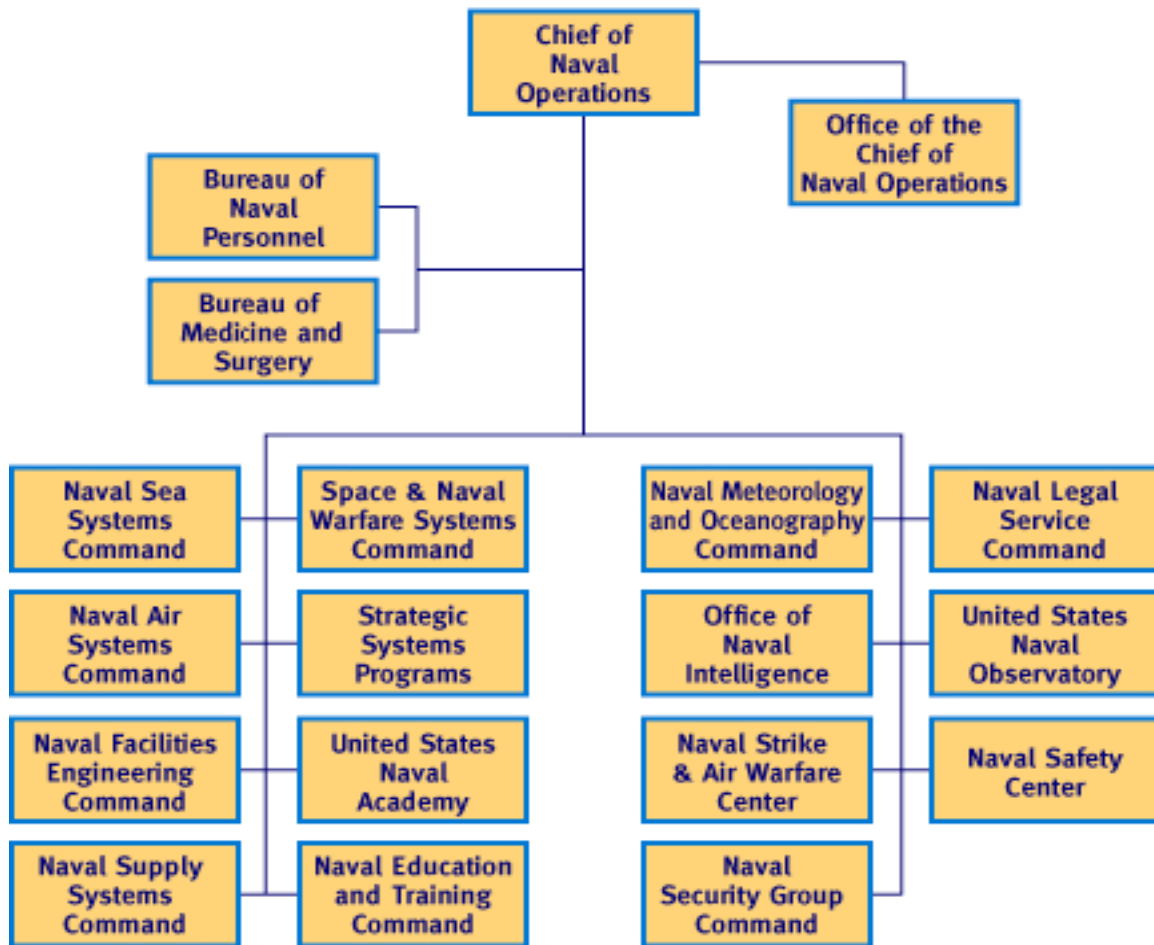 Chief of
Naval
Operations
Office of the
Chief of
Naval Operations
Bureau of
Naval
Personnel
Bureau of
Medicine and
Surgery
Naval Sea
Systems
Command
Space & Naval
Warfare Systems
Command
Naval Meteorology
and Oceanography
Command
Naval Legal
Service
Command
Naval Air
Systems
Command
Strategic
Systems
Programs
Office of
Naval
Intelligence
United States
Naval
Observatory
Naval Facilities
Engineering
Command
United States
Naval
Academy
Naval Strike
& Air Warfare
Center
Naval Safety
Center
Naval Supply
Systems
Command
Naval Education
and Training
Command
Naval
Security Group
Command